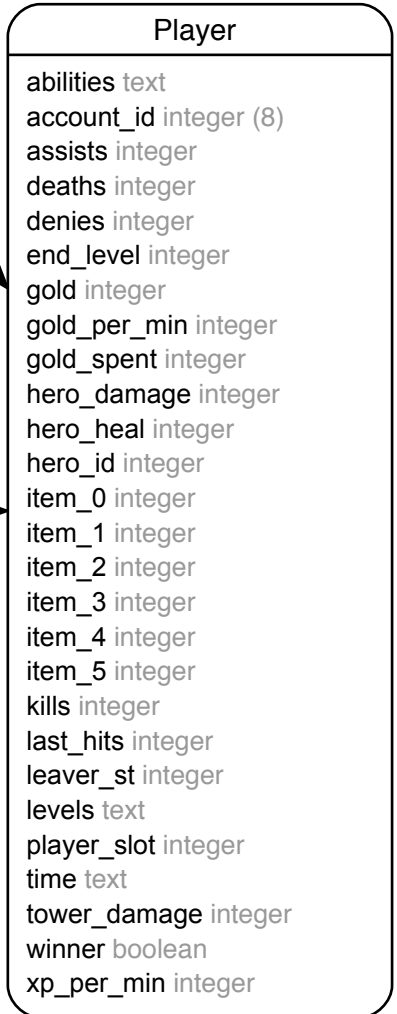 Player
abilities text
account_id integer (8)
assists integer
deaths integer
denies integer
end_level integer
gold integer
gold_per_min integer
gold_spent integer
hero_damage integer
hero_heal integer
hero_id integer
item_0 integer
item_1 integer
item_2 integer
item_3 integer
item_4 integer
item_5 integer
kills integer
last_hits integer
leaver_st integer
levels text
player_slot integer
time text
tower_damage integer
winner boolean
xp_per_min integer